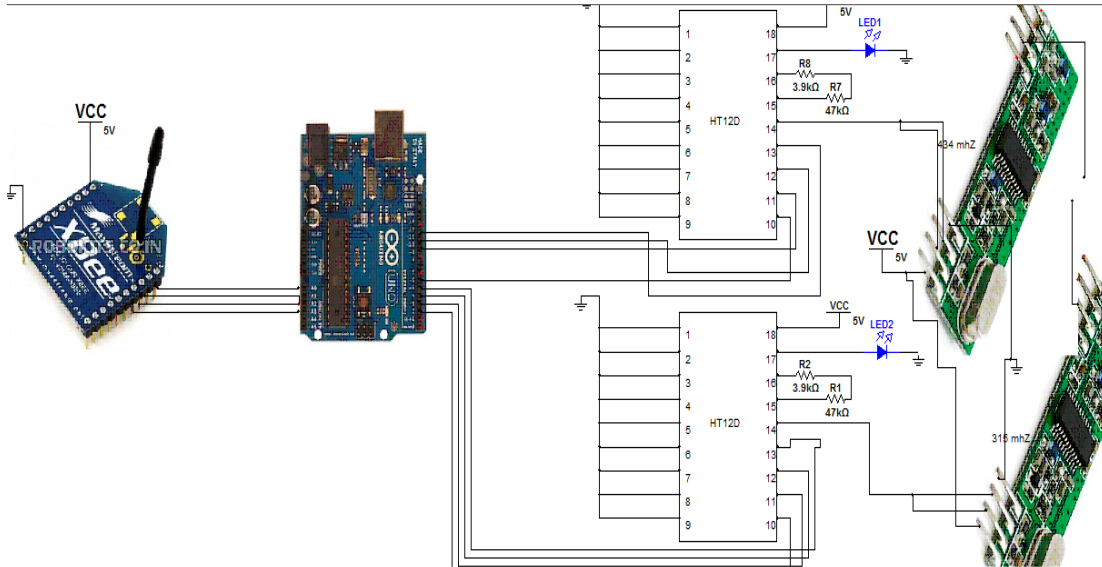 VCC
5V
XBee
ROBO
.IN
UNO
5V
LED1
1
2
3
4
5
6
7
8
9
HT12D
18
17
16
15
14
13
12
11
10
R8
3.9kΩ
R7
47kΩ
434 mhZ
VCC
5V
1
2
3
4
5
6
7
8
9
HT12D
18
17
16
15
14
13
12
11
10
VCC
5V
LED2
R2
3.9kΩ
R1
47kΩ
315 mhZ